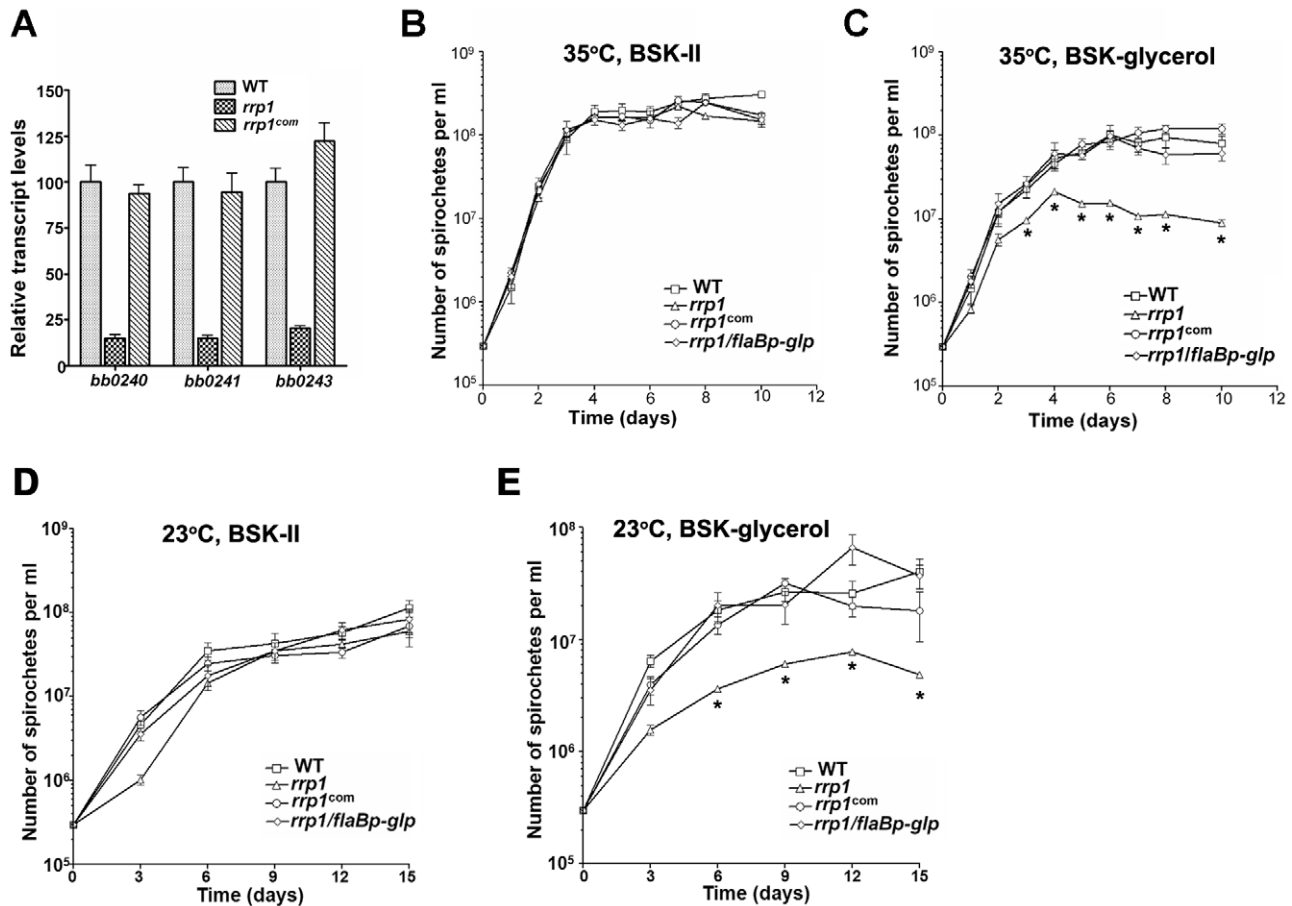 A
Relative transcript levels
150
125
100
75
50
25
0
WT
rrp1
rrp1com
bb0240
bb0241
bb0243
B
35oC, BSK-II
Number of spirochetes per ml
109
108
107
106
105
WT
rrp1
rrp1com
rrp1/flaBp-glp
0 2 4 6 8 10 12
Time (days)
C
35oC, BSK-glycerol
Number of spirochetes per ml
109
108
107
106
105
* * * * * *
WT
rrp1
rrp1com
rrp1/flaBp-glp
0 2 4 6 8 10 12
Time (days)
D
23oC, BSK-II
Number of spirochetes per ml
109
108
107
106
105
WT
rrp1
rrp1com
rrp1/flaBp-glp
0 3 6 9 12 15
Time (days)
E
23oC, BSK-glycerol
Number of spirochetes per ml
108
107
106
105
* * * *
WT
rrp1
rrp1com
rrp1/flaBp-glp
0 3 6 9 12 15
Time (days)